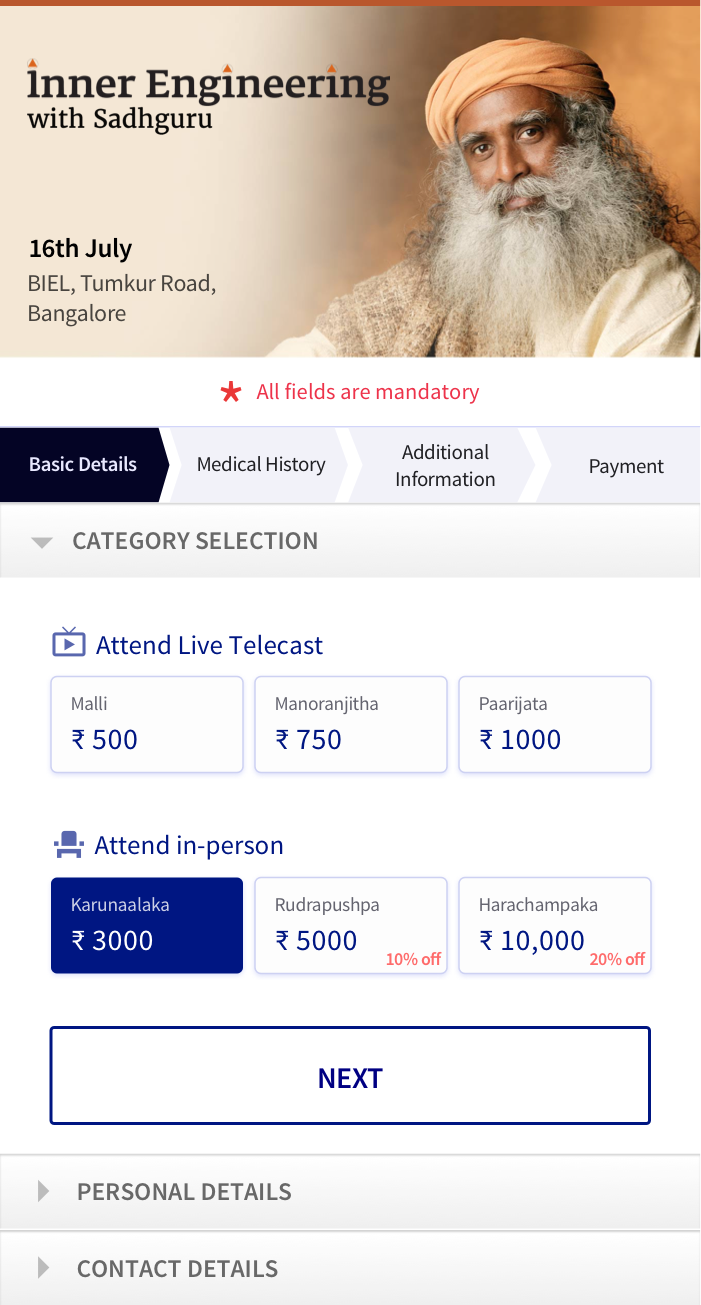 inner Engineering
with Sadhguru
16th July
BIEL, Tumkur Road,
Bangalore
* All fields are mandatory
Basic Details
Medical History
Additional
Information
Payment
CATEGORY SELECTION
Attend Live Telecast
Malli
₹ 500
Manoranjitha
₹ 750
Paarijata
₹ 1000
Attend in-person
Karunaalaka
₹ 3000
Rudrapushpa
₹ 5000
10% off
Harachampaka
₹ 10,000
20% off
NEXT
PERSONAL DETAILS
CONTACT DETAILS